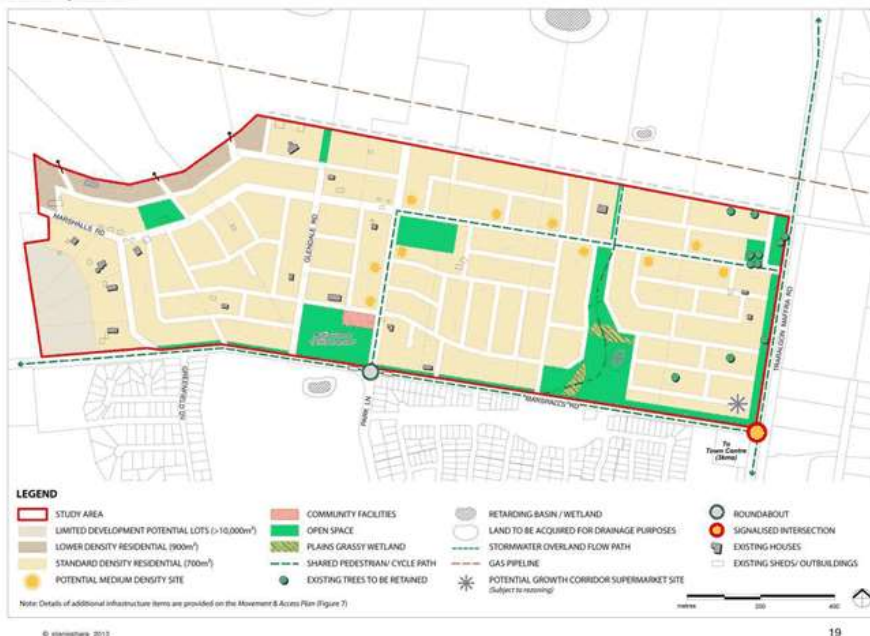 MARSHALLS RD
GLENDALE RD
TRARALGON MAFFRA RD
GREENFIELD DV
PARK LN
MARSHALLS RD
To
Town Centre
(3kms)
LEGEND
STUDY AREA
LIMITED DEVELOPMENT POTENTIAL LOTS (>10,000m²)
LOWER DENSITY RESIDENTIAL (900m²)
STANDARD DENSITY RESIDENTIAL (700m²)
POTENTIAL MEDIUM DENSITY SITE
COMMUNITY FACILITIES
OPEN SPACE
PLAINS GRASSY WETLAND
SHARED PEDESTRIAN/ CYCLE PATH
EXISTING TREES TO BE RETAINED
RETARDING BASIN / WETLAND
LAND TO BE ACQUIRED FOR DRAINAGE PURPOSES
STORMWATER OVERLAND FLOW PATH
GAS PIPELINE
POTENTIAL GROWTH CORRIDOR SUPERMARKET SITE
(Subject to rezoning)
ROUNDABOUT
SIGNALISED INTERSECTION
EXISTING HOUSES
EXISTING SHEDS/ OUTBUILDINGS
Note: Details of additional infrastructure items are provided on the Movement & Access Plan (Figure 7)
metres 200 400
2012
19